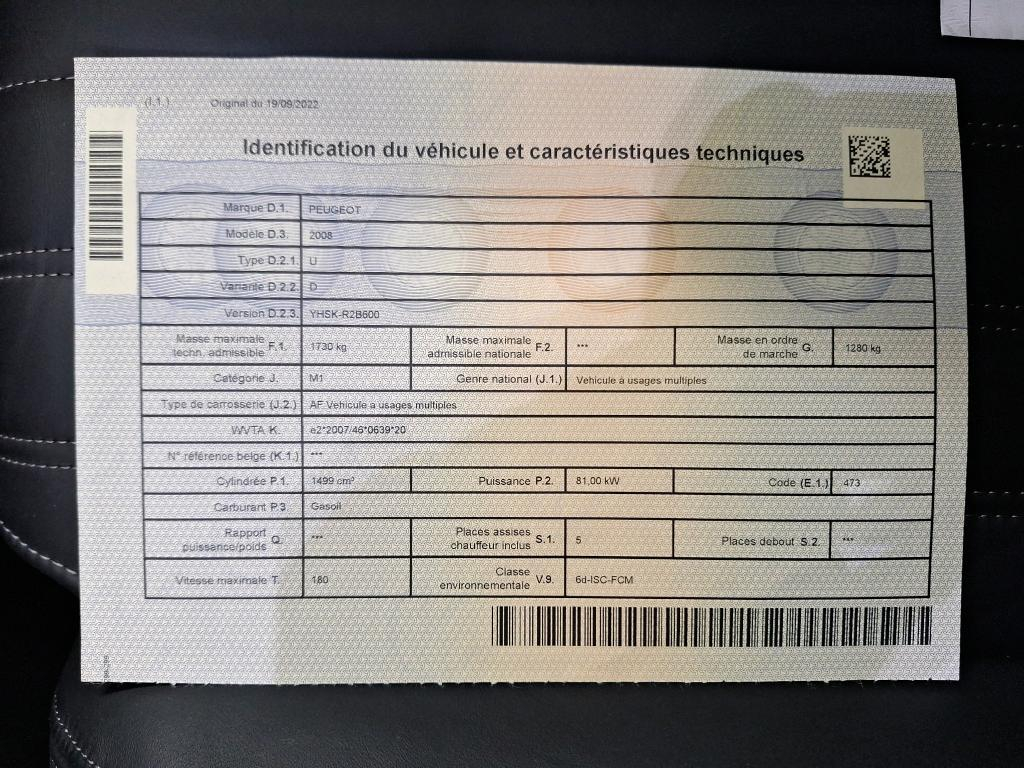 (I.1.) Original du 19/09/2022
Identification du véhicule et caractéristiques techniques
Marque D.1. PEUGEOT
Modèle D.3. 2008
Type D.2.1. U
Variante D.2.2. D
Version D.2.3. YHSK-R2B600
Masse maximale techn. admissible F.1. 1730 kg Masse maximale admissible nationale F.2. *** Masse en ordre de marche G. 1280 kg
Catégorie J. M1 Genre national (J.1.) Vehicule a usages multiples
Type de carrosserie (J.2.) AF Vehicule a usages multiples
WVTA K. e2*2007/46*0639*20
N° référence belge (K.1.) ***
Cylindrée P.1. 1499 cm³ Puissance P.2. 81,00 kW Code (E.1.) 473
Carburant P.3. Gasoil
Rapport puissance/poids Q. *** Places assises chauffeur inclus S.1. 5 Places debout S.2. ***
Vitesse maximale T. 180 Classe environnementale V.9. 6d-ISC-FCM